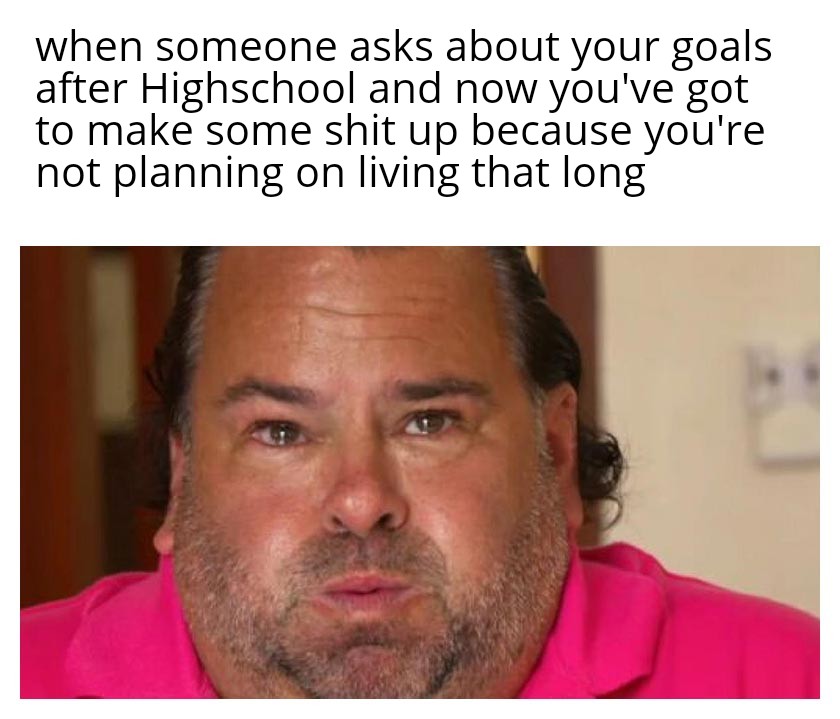 when someone asks about your goals
after Highschool and now you've got
to make some shit up because you're
not planning on living that long